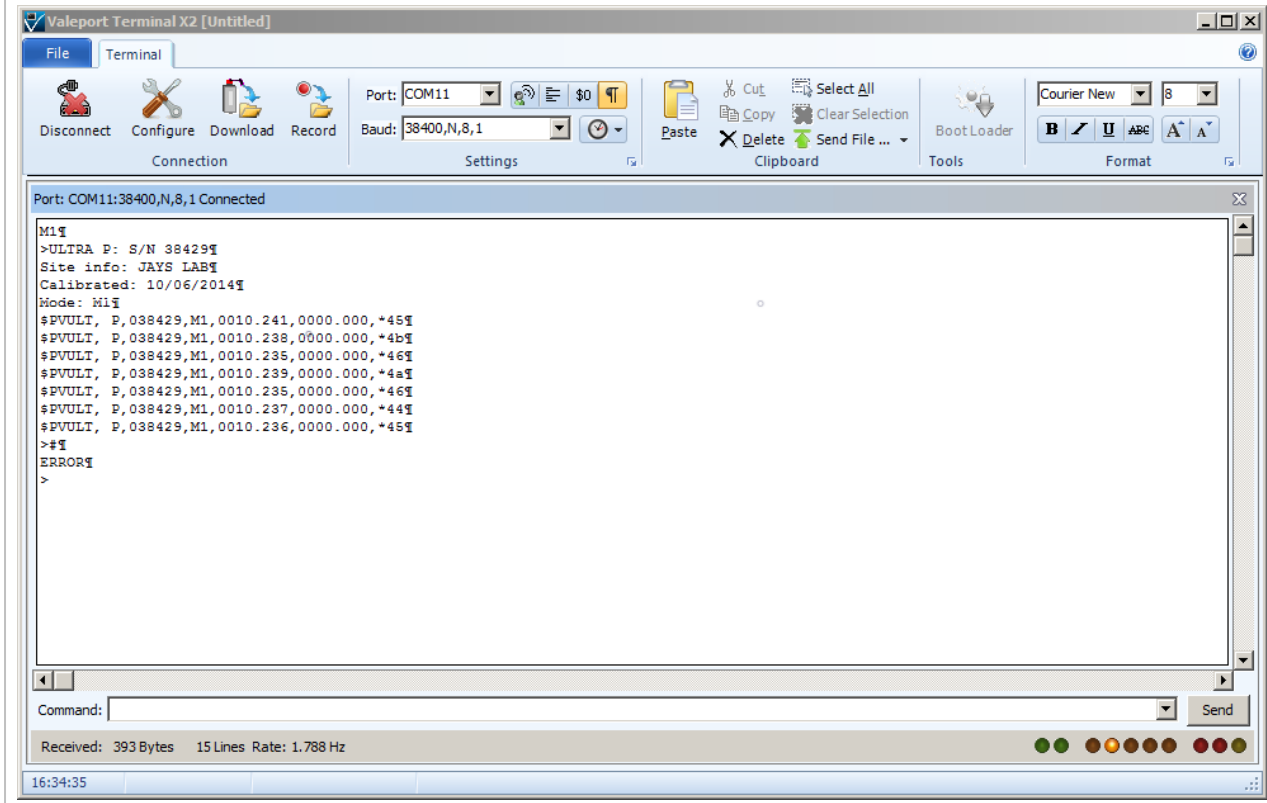 Valeport Terminal X2 [Untitled]
File Terminal
Disconnect Configure Download Record
Connection
Port: COM11 $0 ¶
Baud: 38400,N,8,1
Settings
Paste
Cut Select All
Copy Clear Selection
Delete Send File ...
Clipboard
BootLoader
Tools
Courier New 8
B I U ABC A A
Format
Port: COM11:38400,N,8,1 Connected
M1¶
>ULTRA P: S/N 38429¶
Site info: JAYS LAB¶
Calibrated: 10/06/2014¶
Mode: M1¶
$PVULT, P,038429,M1,0010.241,0000.000,*45¶
$PVULT, P,038429,M1,0010.238,0000.000,*4b¶
$PVULT, P,038429,M1,0010.235,0000.000,*46¶
$PVULT, P,038429,M1,0010.239,0000.000,*4a¶
$PVULT, P,038429,M1,0010.235,0000.000,*46¶
$PVULT, P,038429,M1,0010.237,0000.000,*44¶
$PVULT, P,038429,M1,0010.236,0000.000,*45¶
>#¶
ERROR¶
>
Command: Send
Received: 393 Bytes 15 Lines Rate: 1.788 Hz
16:34:35